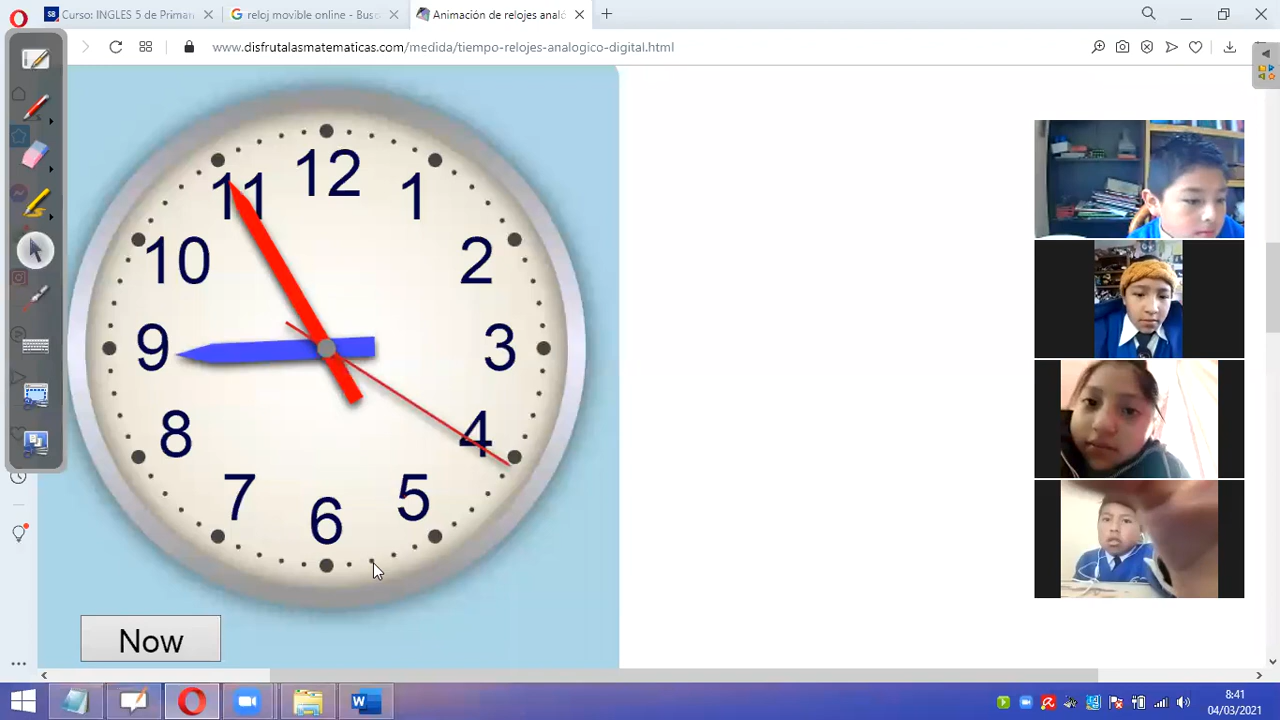 Curso: INGLES 5 de Primar
reloj movible online - Busc
Animación de relojes analó
www.disfrutalasmatematicas.com/medida/tiempo-relojes-analogico-digital.html
12
11
1
10
2
9
3
8
4
7
5
6
Now
8:41
04/03/2021